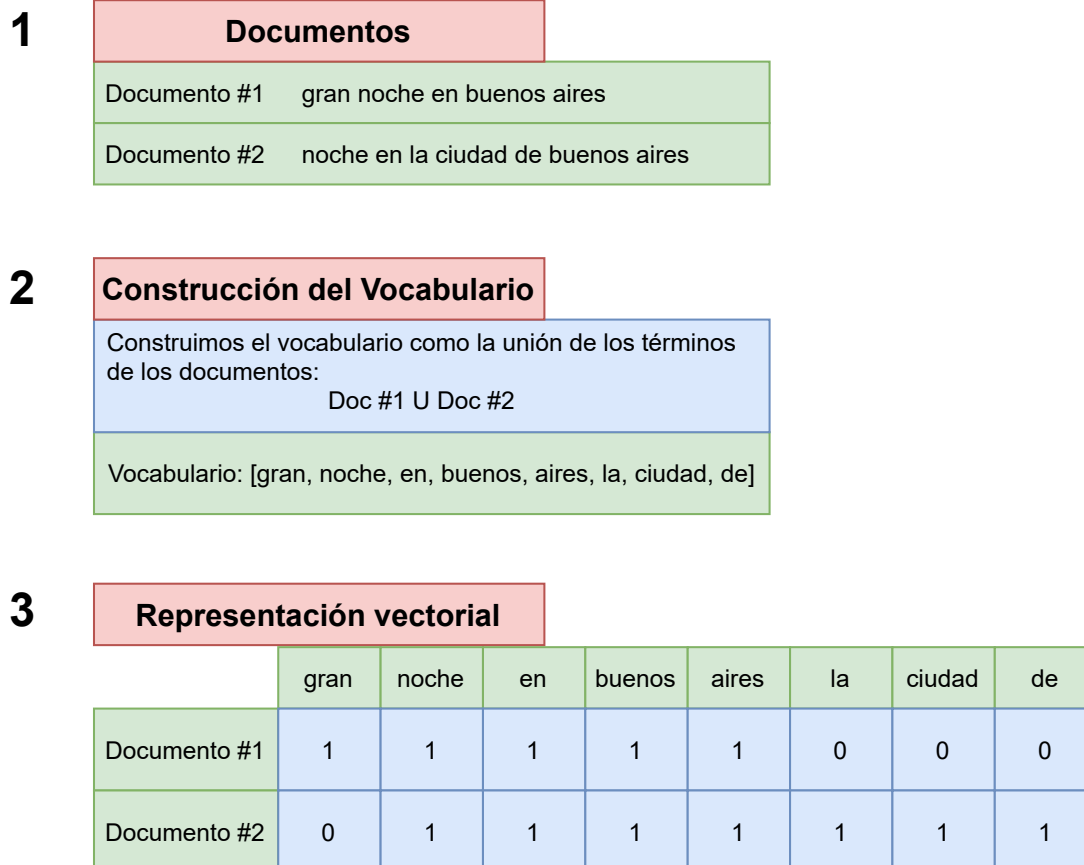 1
Documentos
Documento #1 gran noche en buenos aires
Documento #2 noche en la ciudad de buenos aires
2
Construcción del Vocabulario
Construimos el vocabulario como la unión de los términos
de los documentos:
Doc #1 U Doc #2
Vocabulario: [gran, noche, en, buenos, aires, la, ciudad, de]
3
Representación vectorial
gran noche en buenos aires la ciudad de
Documento #1 1 1 1 1 1 0 0 0
Documento #2 0 1 1 1 1 1 1 1